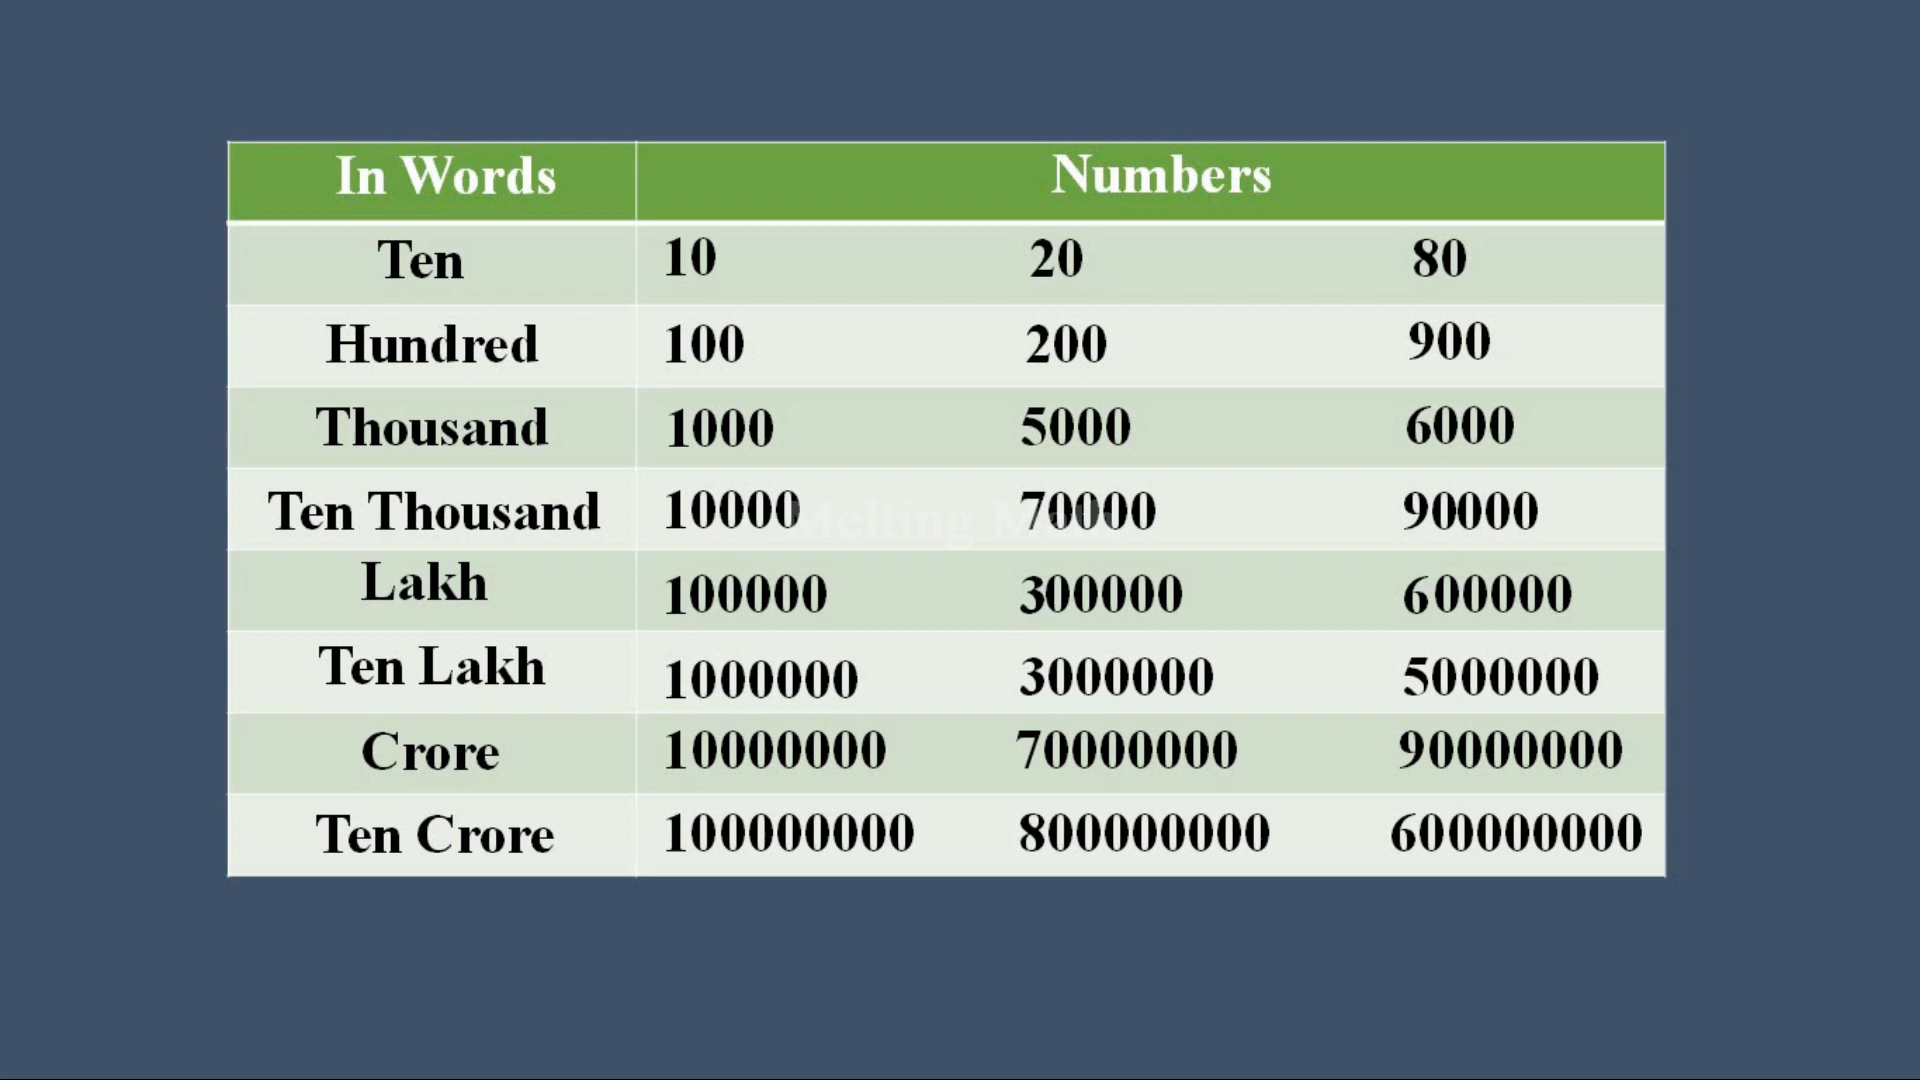 In Words Numbers
Ten 10 20 80
Hundred 100 200 900
Thousand 1000 5000 6000
Ten Thousand 10000 70000 90000
Lakh 100000 300000 600000
Ten Lakh 1000000 3000000 5000000
Crore 10000000 70000000 90000000
Ten Crore 100000000 800000000 600000000
Melting